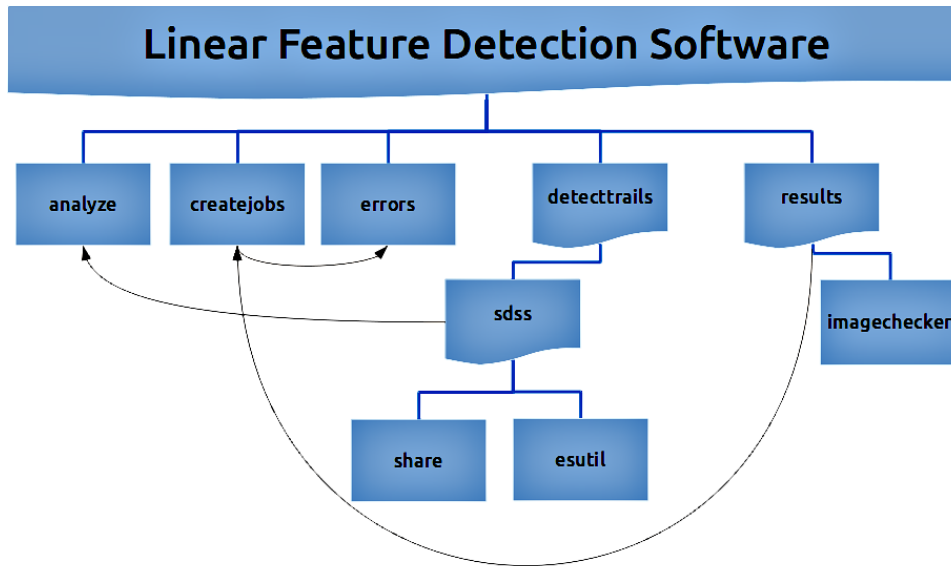 Linear Feature Detection Software
analyze
createjobs
errors
detecttrails
results
sdss
imagechecker
share
esutil